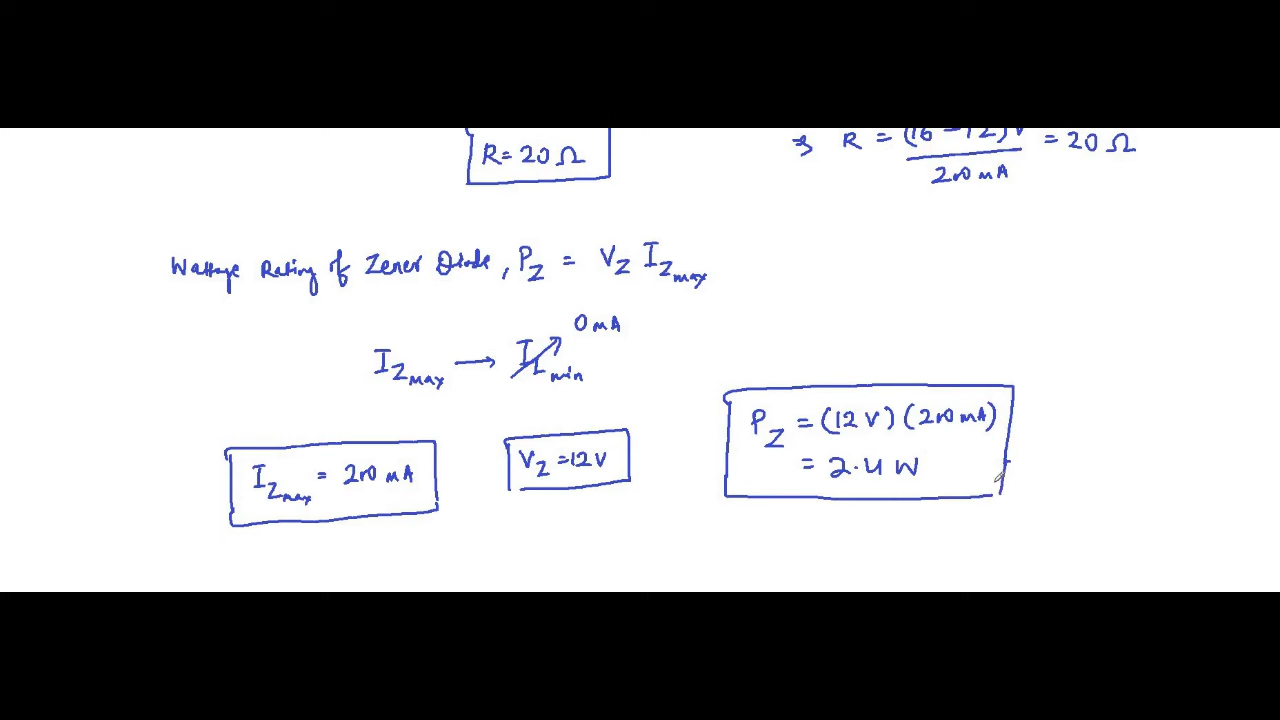 R = 20 Ω
⇒ R = (16 - 12) V / 200 mA = 20 Ω
Wattage Rating of Zener Diode, P_Z = V_Z I_Zmax
0 mA
I_Zmax → I_Lmin
I_Zmax = 200 mA
V_Z = 12 V
P_Z = (12 V) (200 mA)
= 2.4 W